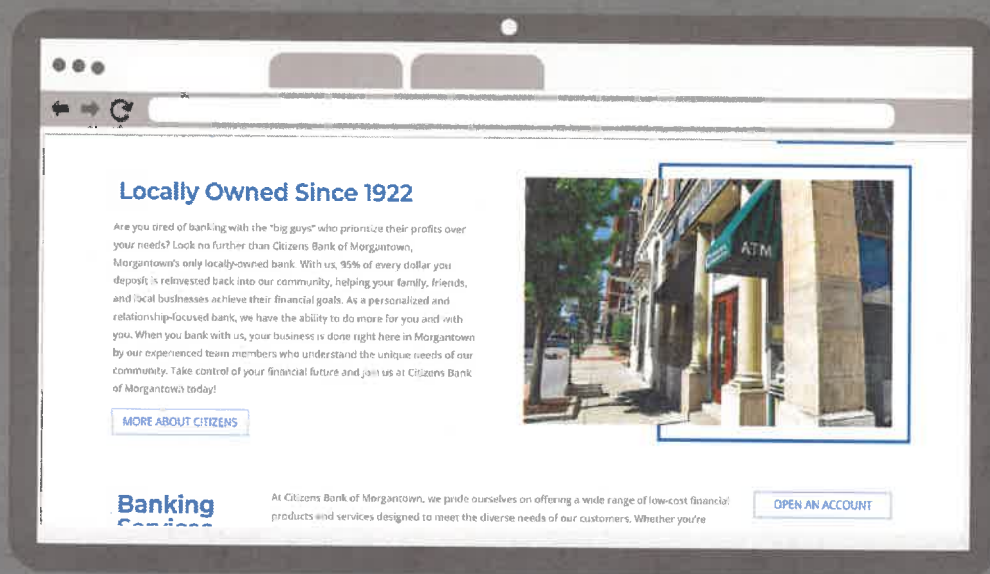 Locally Owned Since 1922
Are you tired of banking with the "big guys" who prioritize their profits over
your needs? Look no further than Citizens Bank of Morgantown,
Morgantown's only locally-owned bank. With us, 95% of every dollar you
deposit is reinvested back into our community, helping your family, friends,
and local businesses achieve their financial goals. As a personalized and
relationship-focused bank, we have the ability to do more for you and with
you. When you bank with us, your business is done right here in Morgantown
by our experienced team members who understand the unique needs of our
community. Take control of your financial future and join us at Citizens Bank
of Morgantown today!
MORE ABOUT CITIZENS
ATM
Banking
Services
At Citizens Bank of Morgantown, we pride ourselves on offering a wide range of low-cost financial
products and services designed to meet the diverse needs of our customers. Whether you're
OPEN AN ACCOUNT